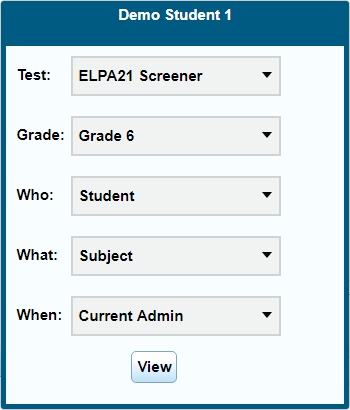 Demo Student 1
Test: ELPA21 Screener
Grade: Grade 6
Who: Student
What: Subject
When: Current Admin
View